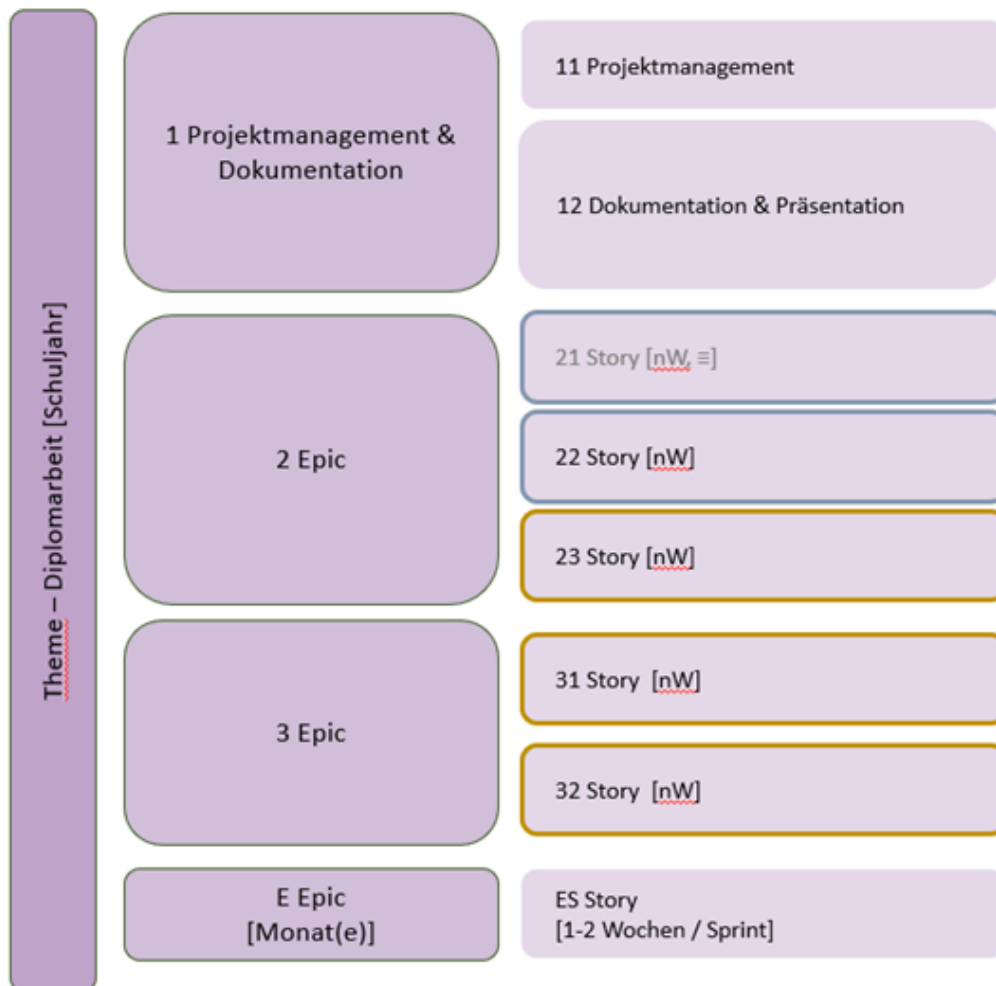 Theme – Diplomarbeit [Schuljahr]
1 Projektmanagement &
Dokumentation
11 Projektmanagement
12 Dokumentation & Präsentation
2 Epic
21 Story [nW, ≡]
22 Story [nW]
23 Story [nW]
3 Epic
31 Story [nW]
32 Story [nW]
E Epic
[Monat(e)]
ES Story
[1-2 Wochen / Sprint]